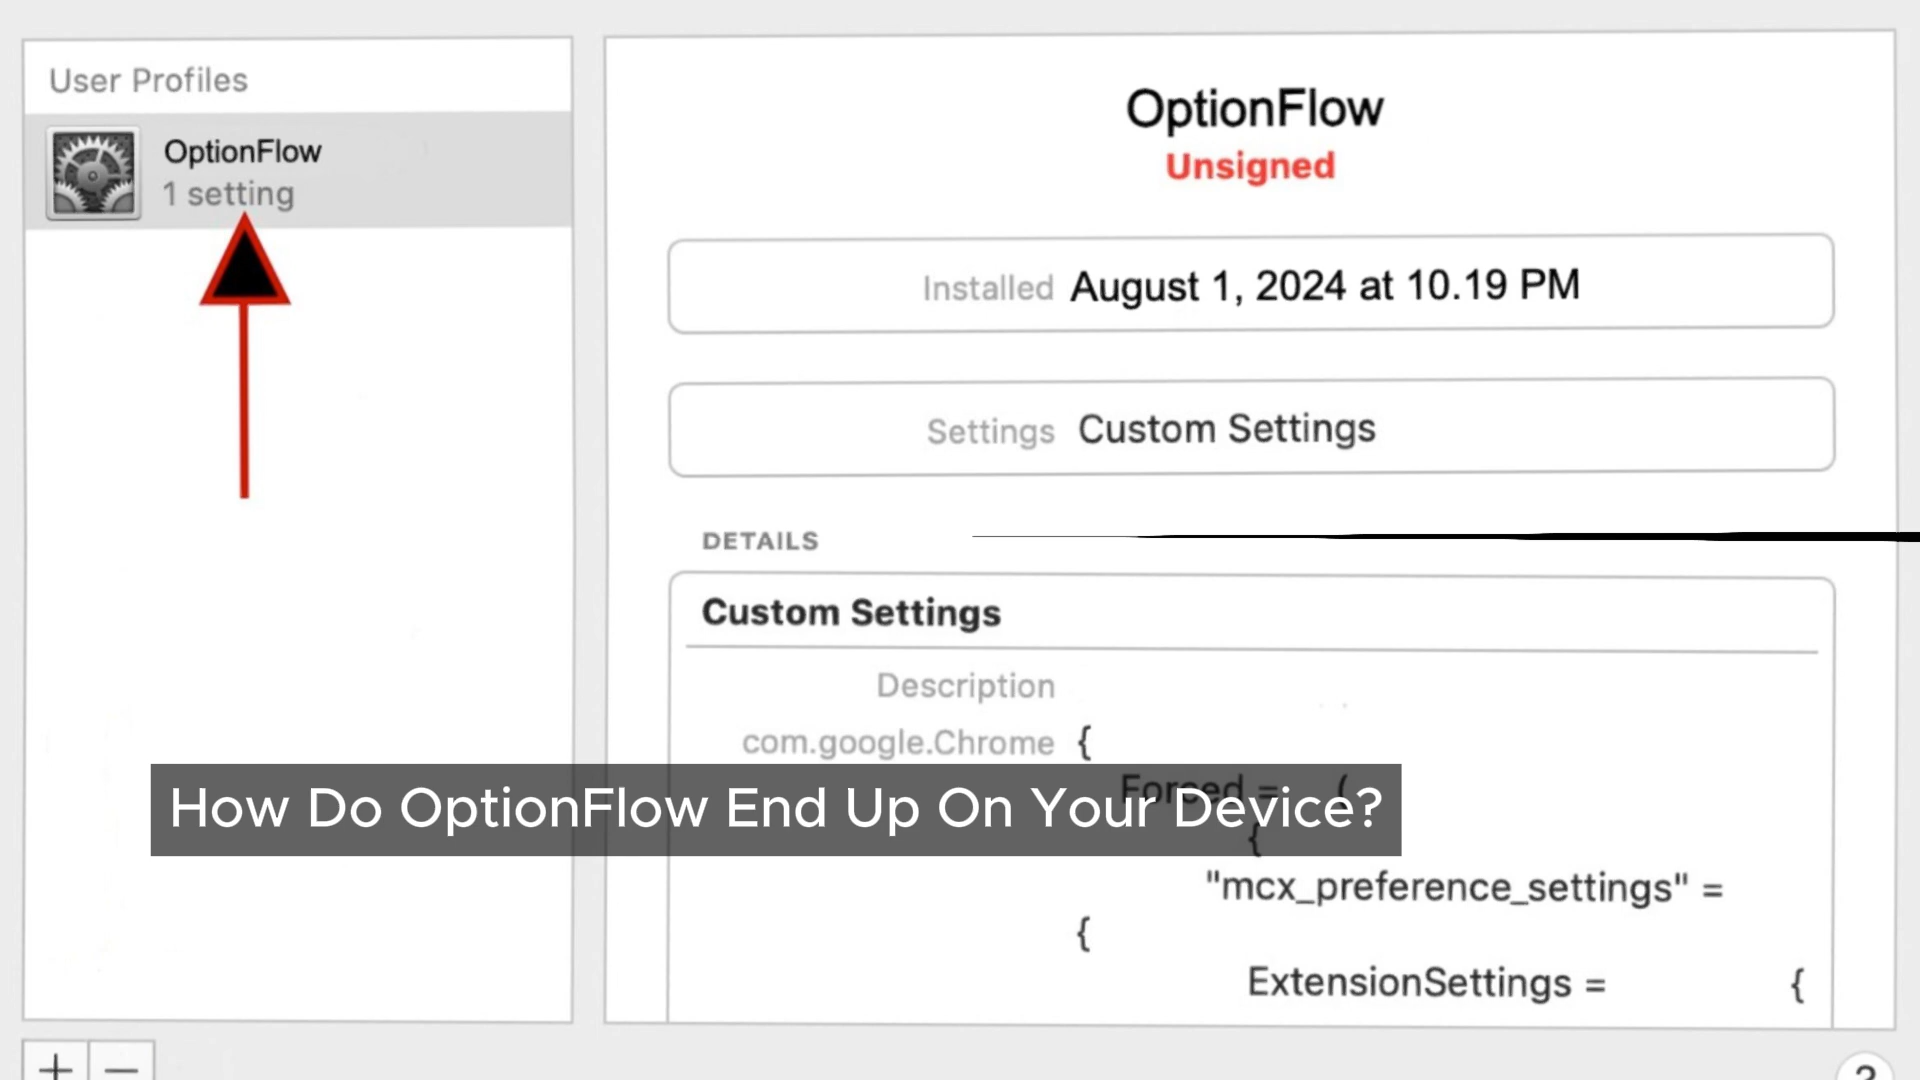 User Profiles
OptionFlow
1 setting
OptionFlow
Unsigned
Installed August 1, 2024 at 10.19 PM
Settings Custom Settings
DETAILS
Custom Settings
Description
com.google.Chrome {
Forced = (
How Do OptionFlow End Up On Your Device?
{
"mcx_preference_settings" =
{
ExtensionSettings = {
+ −
?